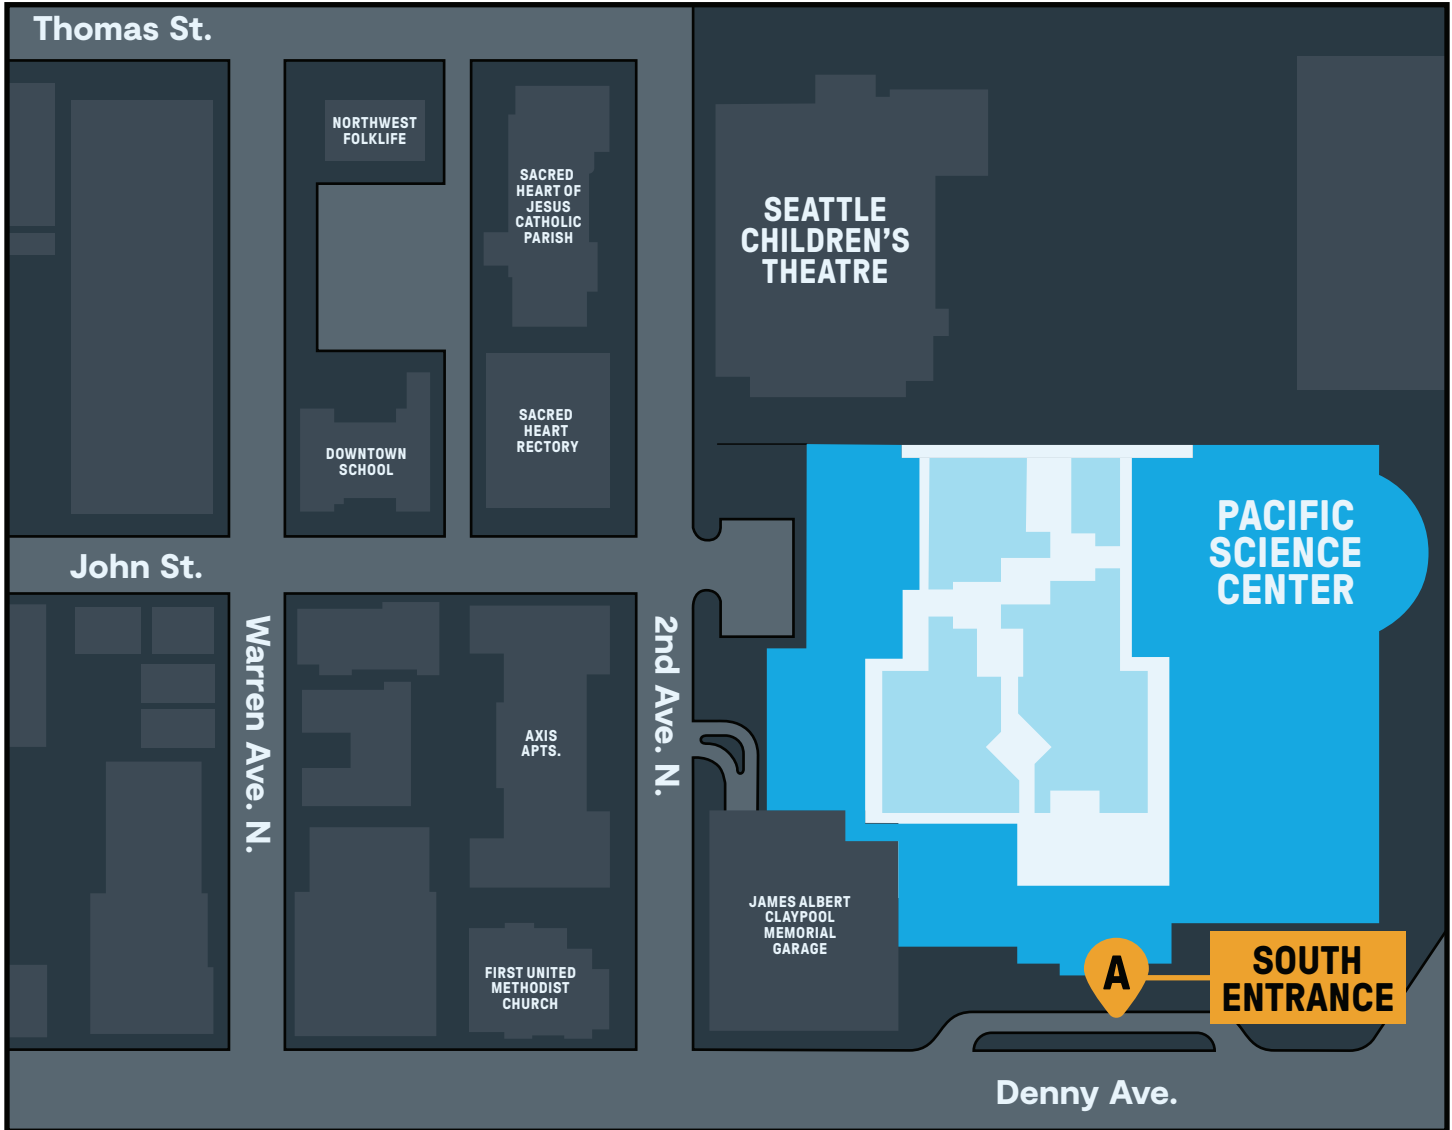 Thomas St.
NORTHWEST
FOLKLIFE
SACRED
HEART OF
JESUS
CATHOLIC
PARISH
SEATTLE
CHILDREN'S
THEATRE
DOWNTOWN
SCHOOL
SACRED
HEART
RECTORY
PACIFIC
SCIENCE
CENTER
John St.
Warren Ave. N.
2nd Ave. N.
AXIS
APTS.
JAMES ALBERT
CLAYPOOL
MEMORIAL
GARAGE
FIRST UNITED
METHODIST
CHURCH
A
SOUTH
ENTRANCE
Denny Ave.